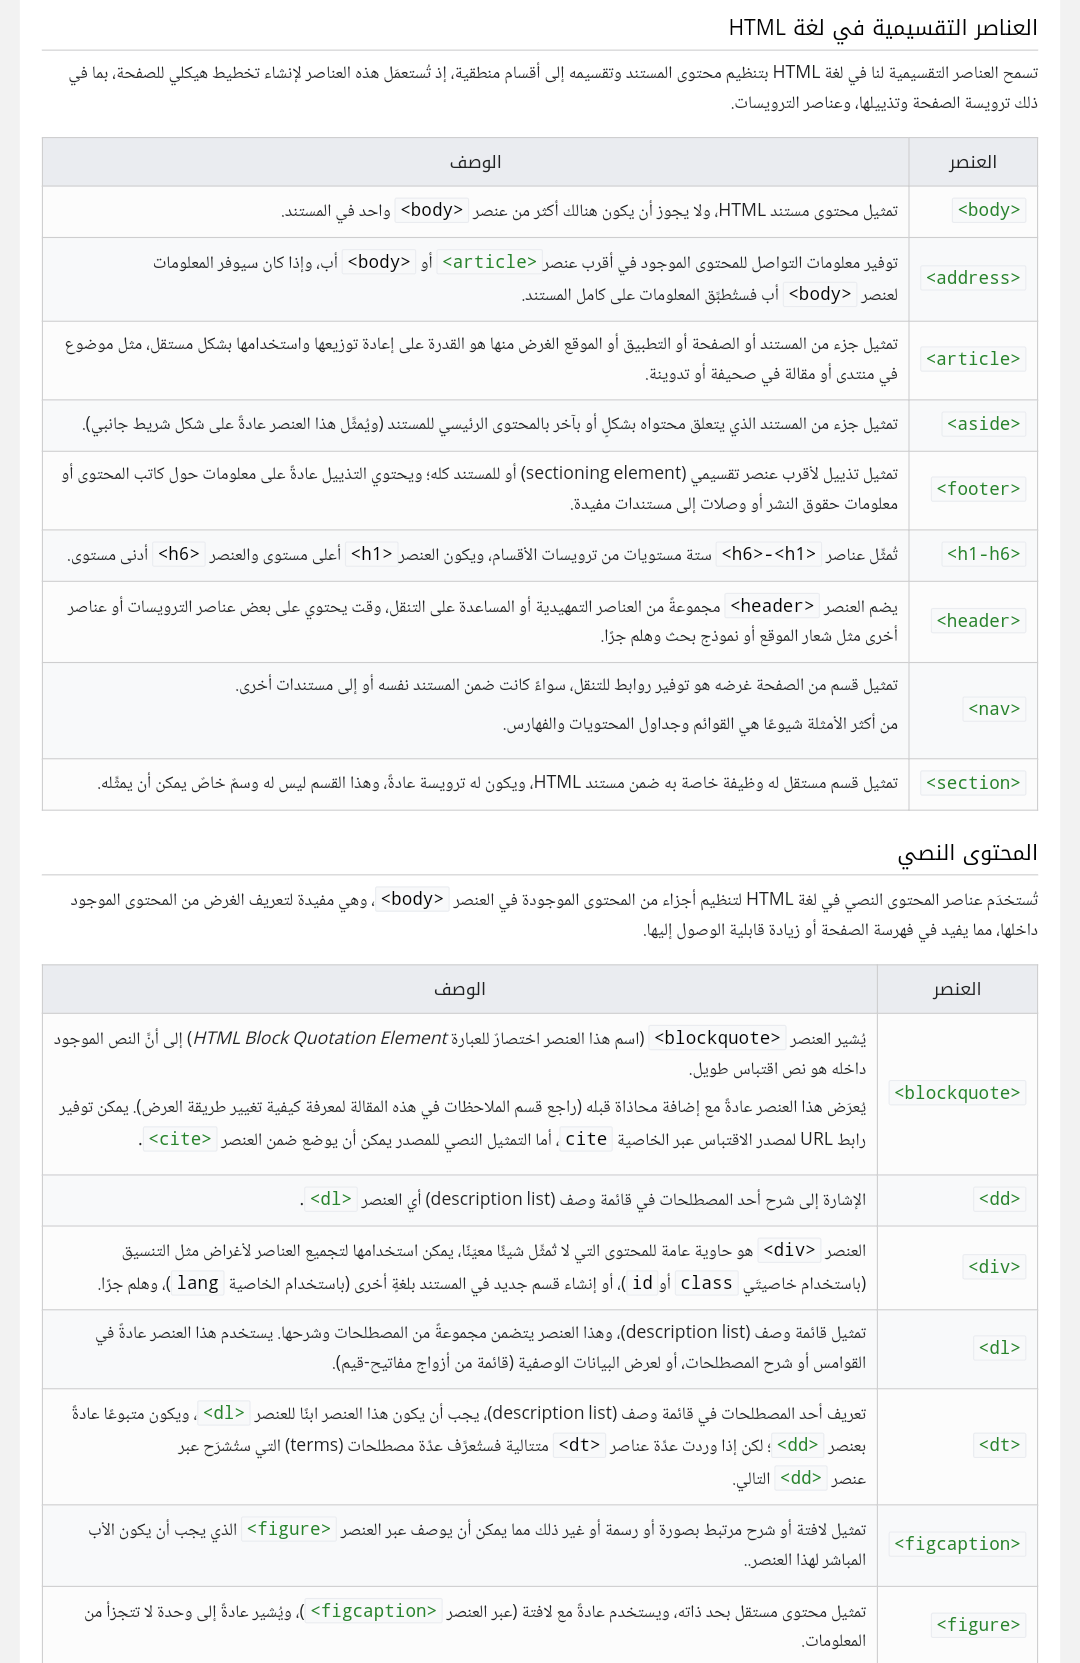 العناصر التقسيمية في لغة HTML
تسمح العناصر التقسيمية لنا في لغة HTML بتنظيم محتوى المستند وتقسيمه إلى أقسام منطقية، إذ تُستعمَل هذه العناصر لإنشاء تخطيط هيكلي للصفحة، بما في
ذلك ترويسة الصفحة وتذييلها، وعناصر الترويسات.
العنصر
الوصف
<body>
تمثيل محتوى مستند HTML، ولا يجوز أن يكون هنالك أكثر من عنصر <body> واحد في المستند.
<address>
توفير معلومات التواصل للمحتوى الموجود في أقرب عنصر <article> أو <body> أب، وإذا كان سيوفر المعلومات
لعنصر <body> أب فستُطبَّق المعلومات على كامل المستند.
<article>
تمثيل جزء من المستند أو الصفحة أو التطبيق أو الموقع الغرض منها هو القدرة على إعادة توزيعها واستخدامها بشكل مستقل، مثل موضوع
في منتدى أو مقالة في صحيفة أو تدوينة.
<aside>
تمثيل جزء من المستند الذي يتعلق محتواه بشكلٍ أو بآخر بالمحتوى الرئيسي للمستند (ويُمثَّل هذا العنصر عادةً على شكل شريط جانبي).
<footer>
تمثيل تذييل لأقرب عنصر تقسيمي (sectioning element) أو للمستند كله؛ ويحتوي التذييل عادةً على معلومات حول كاتب المحتوى أو
معلومات حقوق النشر أو وصلات إلى مستندات مفيدة.
<h1-h6>
تُمثَّل عناصر <h1>-<h6> ستة مستويات من ترويسات الأقسام، ويكون العنصر <h1> أعلى مستوى والعنصر <h6> أدنى مستوى.
<header>
يضم العنصر <header> مجموعةً من العناصر التمهيدية أو المساعدة على التنقل، وقت يحتوي على بعض عناصر الترويسات أو عناصر
أخرى مثل شعار الموقع أو نموذج بحث وهلم جرًا.
<nav>
تمثيل قسم من الصفحة غرضه هو توفير روابط للتنقل، سواءً كانت ضمن المستند نفسه أو إلى مستندات أخرى.
من أكثر الأمثلة شيوعًا هي القوائم وجداول المحتويات والفهارس.
<section>
تمثيل قسم مستقل له وظيفة خاصة به ضمن مستند HTML، ويكون له ترويسة عادةً، وهذا القسم ليس له وسمٌ خاصٌ يمكن أن يمثّله.
المحتوى النصي
تُستخدَم عناصر المحتوى النصي في لغة HTML لتنظيم أجزاء من المحتوى الموجودة في العنصر <body>، وهي مفيدة لتعريف الغرض من المحتوى الموجود
داخلها، مما يفيد في فهرسة الصفحة أو زيادة قابلية الوصول إليها.
العنصر
الوصف
<blockquote>
يُشير العنصر <blockquote> (اسم هذا العنصر اختصارٌ للعبارة HTML Block Quotation Element) إلى أنَّ النص الموجود
داخله هو نص اقتباس طويل.
يُعرَض هذا العنصر عادةً مع إضافة محاذاة قبله (راجع قسم الملاحظات في هذه المقالة لمعرفة كيفية تغيير طريقة العرض). يمكن توفير
رابط URL لمصدر الاقتباس عبر الخاصية cite، أما التمثيل النصي للمصدر يمكن أن يوضع ضمن العنصر <cite>.
<dd>
الإشارة إلى شرح أحد المصطلحات في قائمة وصف (description list) أي العنصر <dl>.
<div>
العنصر <div> هو حاوية عامة للمحتوى التي لا تُمثِّل شيئًا معيّنًا، يمكن استخدامها لتجميع العناصر لأغراض مثل التنسيق
(باستخدام خاصيتَي class أو id)، أو إنشاء قسم جديد في المستند بلغةٍ أخرى (باستخدام الخاصية lang)، وهلم جرًا.
<dl>
تمثيل قائمة وصف (description list)، وهذا العنصر يتضمن مجموعةً من المصطلحات وشرحها. يستخدم هذا العنصر عادةً في
القواميس أو شرح المصطلحات، أو لعرض البيانات الوصفية (قائمة من أزواج مفاتيح-قيم).
<dt>
تعريف أحد المصطلحات في قائمة وصف (description list)، يجب أن يكون هذا العنصر ابنًا للعنصر <dl>، ويكون متبوعًا عادةً
بعنصر <dd>؛ لكن إذا وردت عدّة عناصر <dt> متتالية فستُعرَّف عدّة مصطلحات (terms) التي ستُشرَح عبر
عنصر <dd> التالي.
<figcaption>
تمثيل لافتة أو شرح مرتبط بصورة أو رسمة أو غير ذلك مما يمكن أن يوصف عبر العنصر <figure> الذي يجب أن يكون الأب
المباشر لهذا العنصر..
<figure>
تمثيل محتوى مستقل بحد ذاته، ويستخدم عادةً مع لافتة (عبر العنصر <figcaption>)، ويُشير عادةً إلى وحدة لا تتجزأ من
المعلومات.